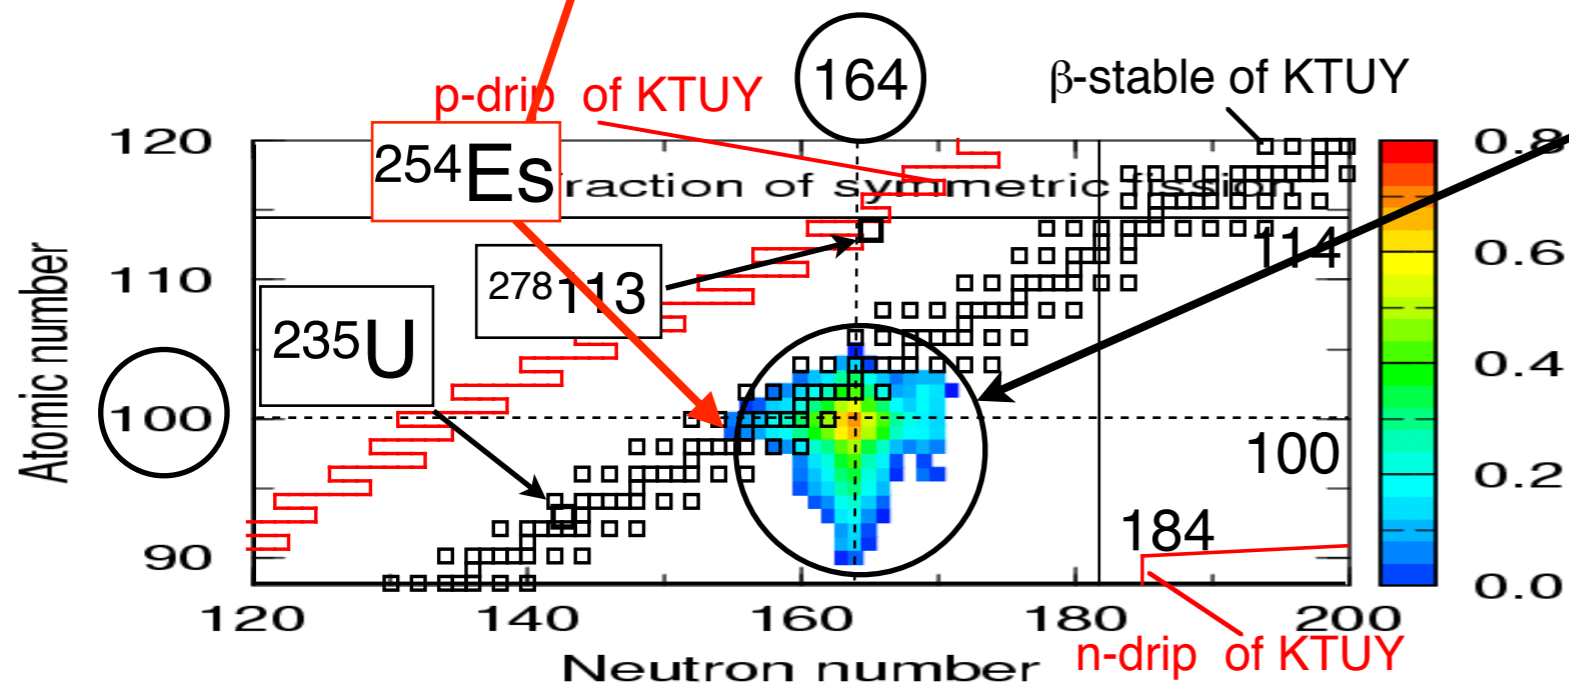 164
β-stable of KTUY
p-drip of KTUY
120
0.8
254Es
raction of symmetric fission
114
0.6
278113
110
235U
0.4
Atomic number
100
100
0.2
184
90
0.0
120
140
160
180
200
Neutron number
n-drip of KTUY